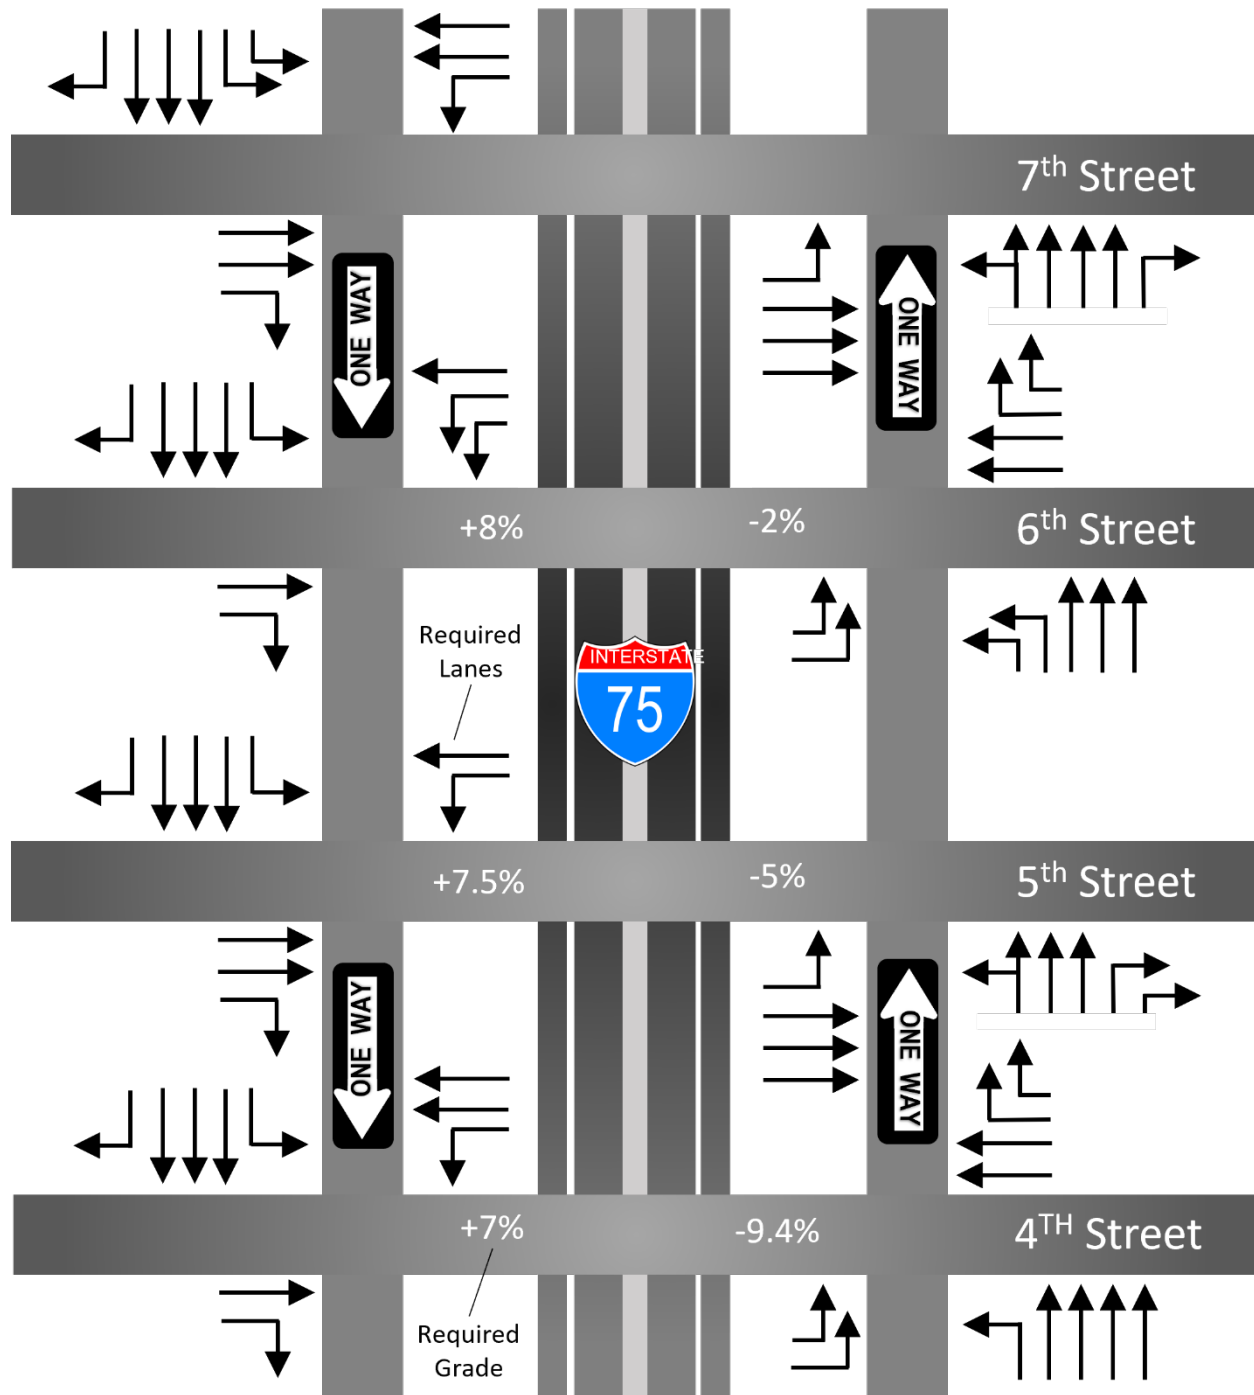 7th Street
ONE WAY
ONE WAY
+8%
-2%
6th Street
Required
Lanes
INTERSTATE
75
+7.5%
-5%
5th Street
ONE WAY
ONE WAY
+7%
-9.4%
4TH Street
Required
Grade